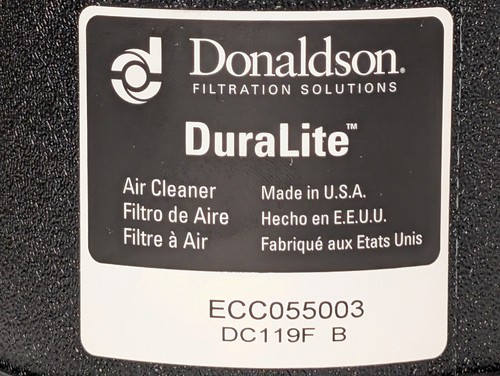 Donaldson®
FILTRATION SOLUTIONS
DuraLite™
Air Cleaner Made in U.S.A.
Filtro de Aire Hecho en E.E.U.U.
Filtre à Air Fabriqué aux Etats Unis
ECC055003
DC119F B